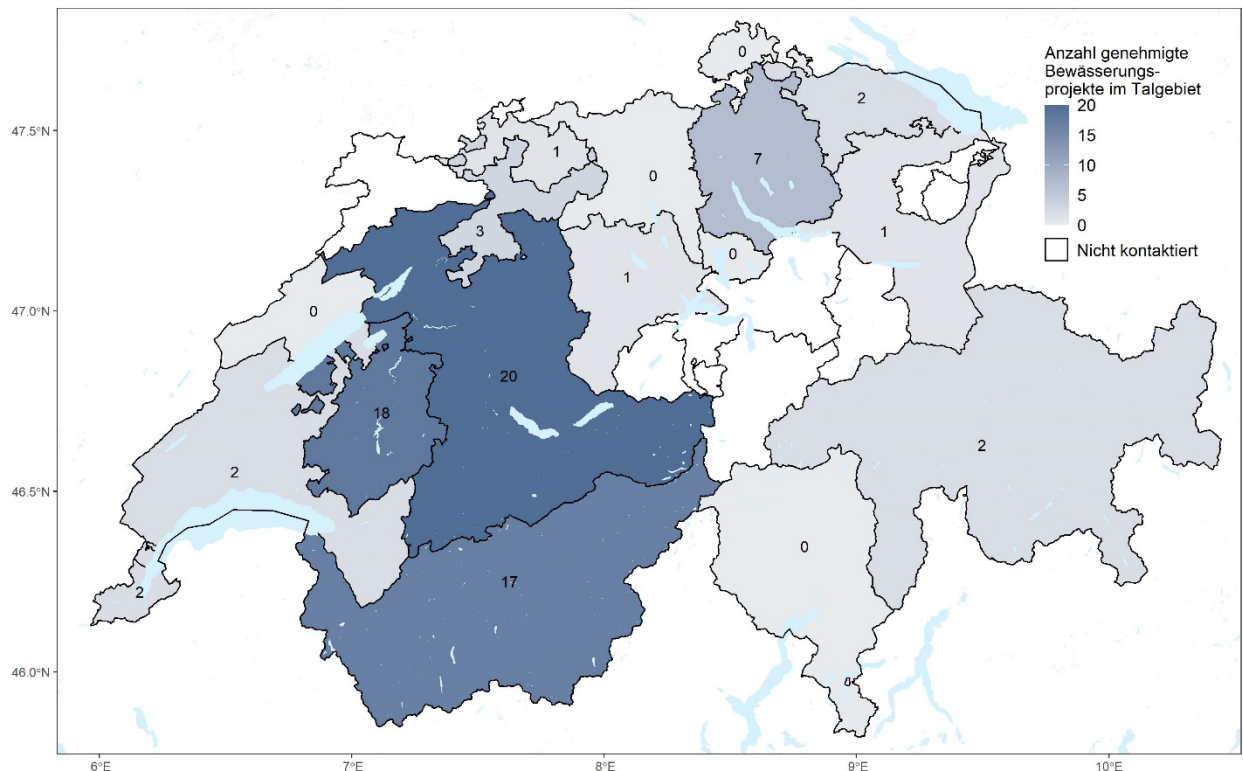 Anzahl genehmigte
Bewässerungs-
projekte im Talgebiet
20
15
10
5
0
Nicht kontaktiert
47.5°N
47.0°N
46.5°N
46.0°N
0
2
7
1
0
3
1
0
1
0
20
18
2
2
0
17
2
6°E
7°E
8°E
9°E
10°E